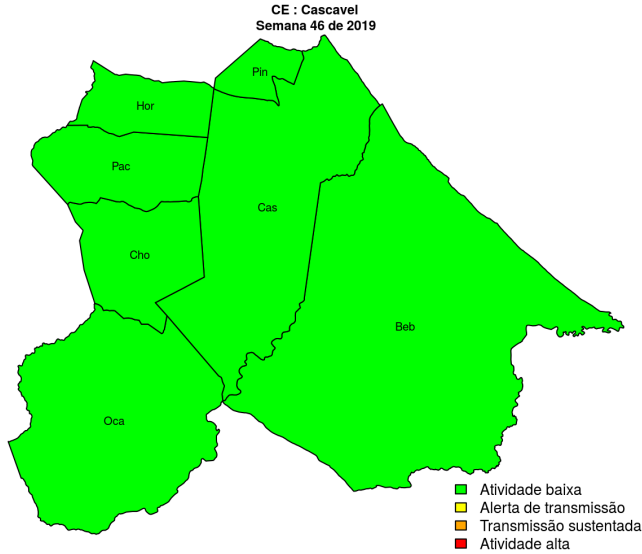 CE : Cascavel
Semana 46 de 2019
Pin
Hor
Pac
Cas
Cho
Beb
Oca
Atividade baixa
Alerta de transmissão
Transmissão sustentada
Atividade alta